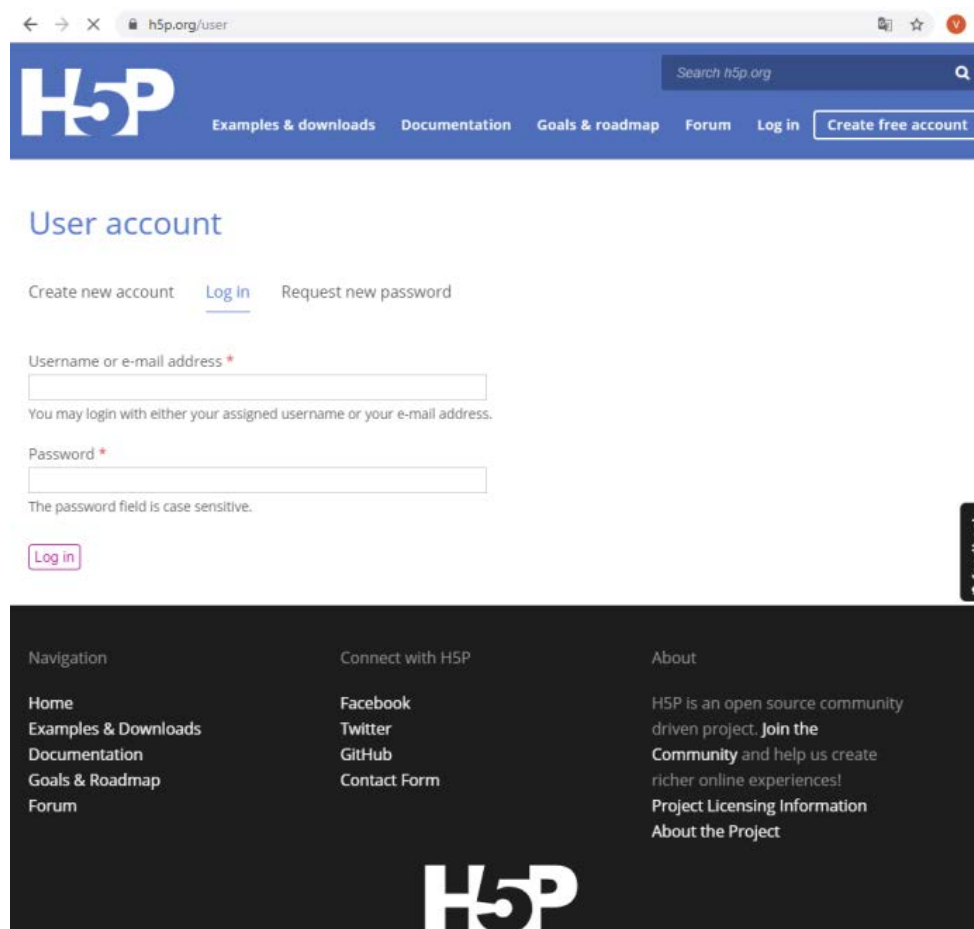 h5p.org/user
V
H5P
Search h5p.org
Examples & downloads Documentation Goals & roadmap Forum Log in Create free account
User account
Create new account Log in Request new password
Username or e-mail address *
You may login with either your assigned username or your e-mail address.
Password *
The password field is case sensitive.
Log in
Navigation
Home
Examples & Downloads
Documentation
Goals & Roadmap
Forum
Connect with H5P
Facebook
Twitter
GitHub
Contact Form
About
H5P is an open source community
driven project. Join the
Community and help us create
richer online experiences!
Project Licensing Information
About the Project
H5P